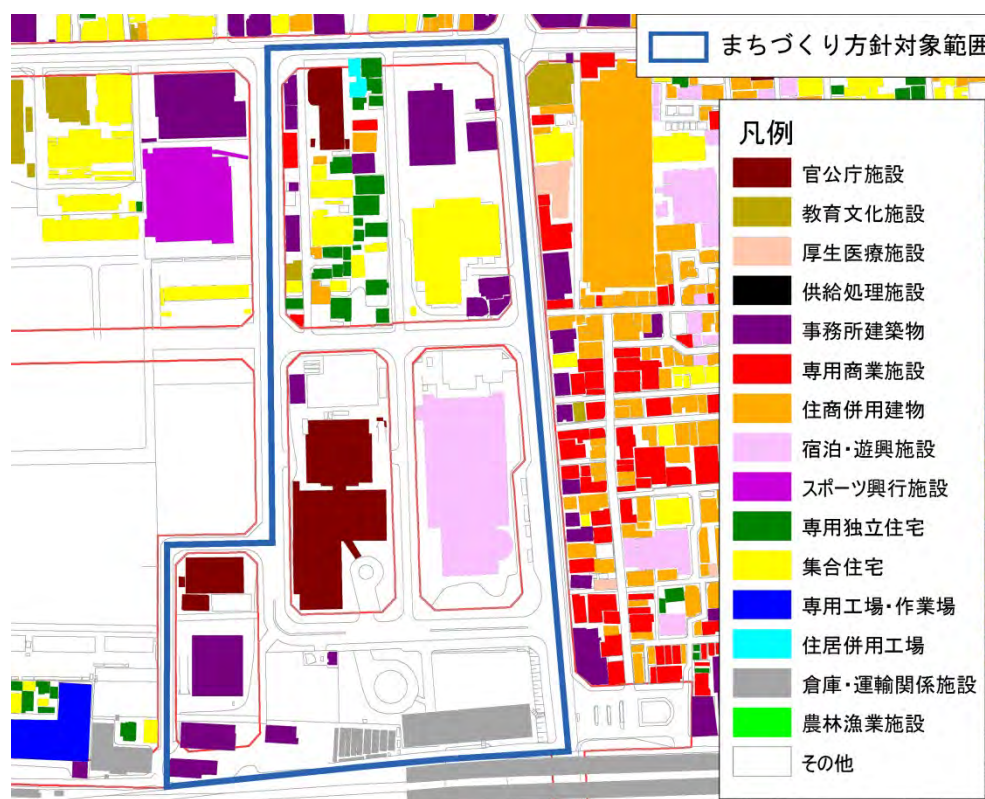 まちづくり方針対象範囲
凡例
官公庁施設
教育文化施設
厚生医療施設
供給処理施設
事務所建築物
専用商業施設
住商併用建物
宿泊・遊興施設
スポーツ興行施設
専用独立住宅
集合住宅
専用工場・作業場
住居併用工場
倉庫・運輸関係施設
農林漁業施設
その他